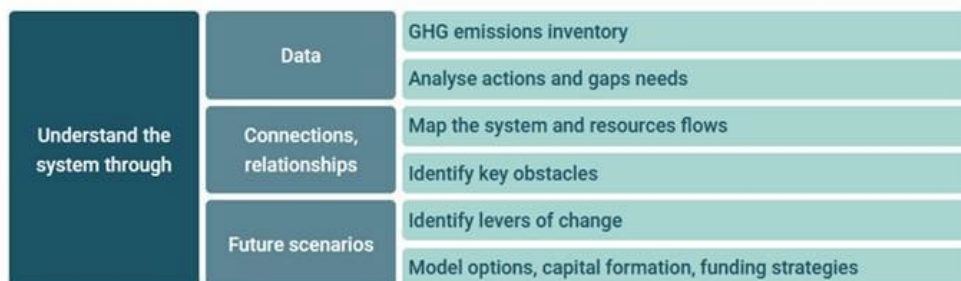 Understand the
system through
Data
GHG emissions inventory
Analyse actions and gaps needs
Connections,
relationships
Map the system and resources flows
Identify key obstacles
Future scenarios
Identify levers of change
Model options, capital formation, funding strategies